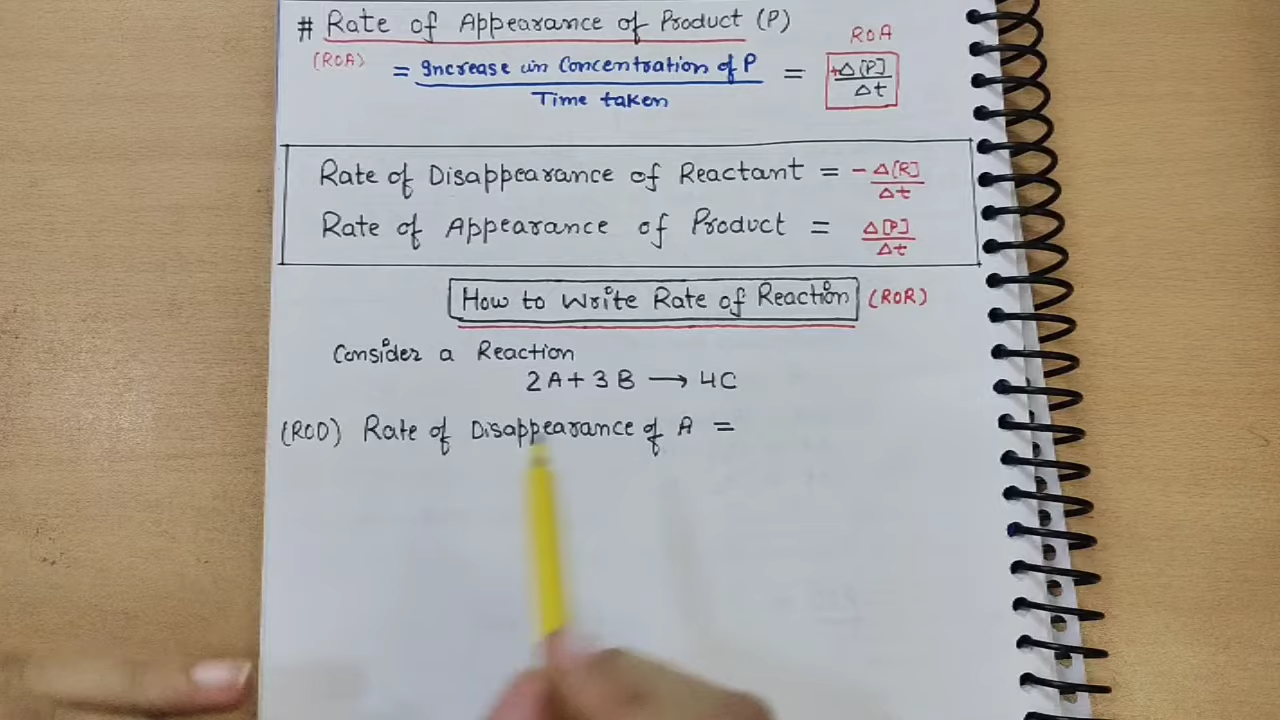 # Rate of Appearance of Product (P)
(ROA)
= Increase in Concentration of P / Time taken = +Δ[P] / Δt
ROA
Rate of Disappearance of Reactant = - Δ[R] / Δt
Rate of Appearance of Product = Δ[P] / Δt
How to Write Rate of Reaction (ROR)
Consider a Reaction
2A + 3B → 4C
(ROD) Rate of Disappearance of A =